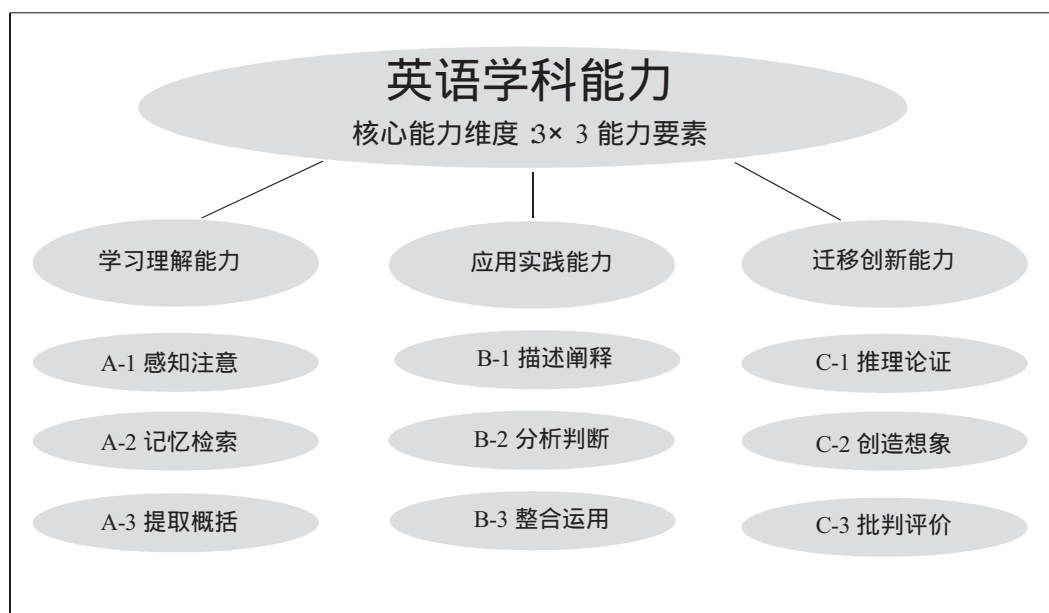 英语学科能力
核心能力维度 :3× 3 能力要素
学习理解能力
应用实践能力
迁移创新能力
A-1 感知注意
B-1 描述阐释
C-1 推理论证
A-2 记忆检索
B-2 分析判断
C-2 创造想象
A-3 提取概括
B-3 整合运用
C-3 批判评价